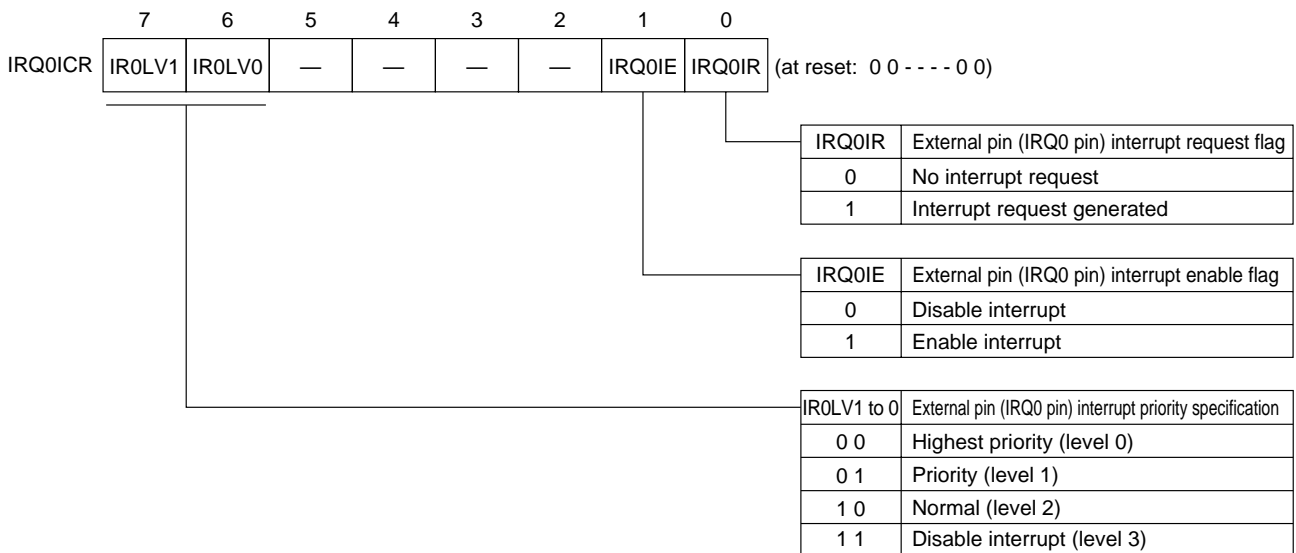 7 6 5 4 3 2 1 0
IRQ0ICR IR0LV1 IR0LV0 — — — — IRQ0IE IRQ0IR (at reset: 0 0 - - - - 0 0)
IRQ0IR External pin (IRQ0 pin) interrupt request flag
0 No interrupt request
1 Interrupt request generated
IRQ0IE External pin (IRQ0 pin) interrupt enable flag
0 Disable interrupt
1 Enable interrupt
IR0LV1 to 0 External pin (IRQ0 pin) interrupt priority specification
0 0 Highest priority (level 0)
0 1 Priority (level 1)
1 0 Normal (level 2)
1 1 Disable interrupt (level 3)